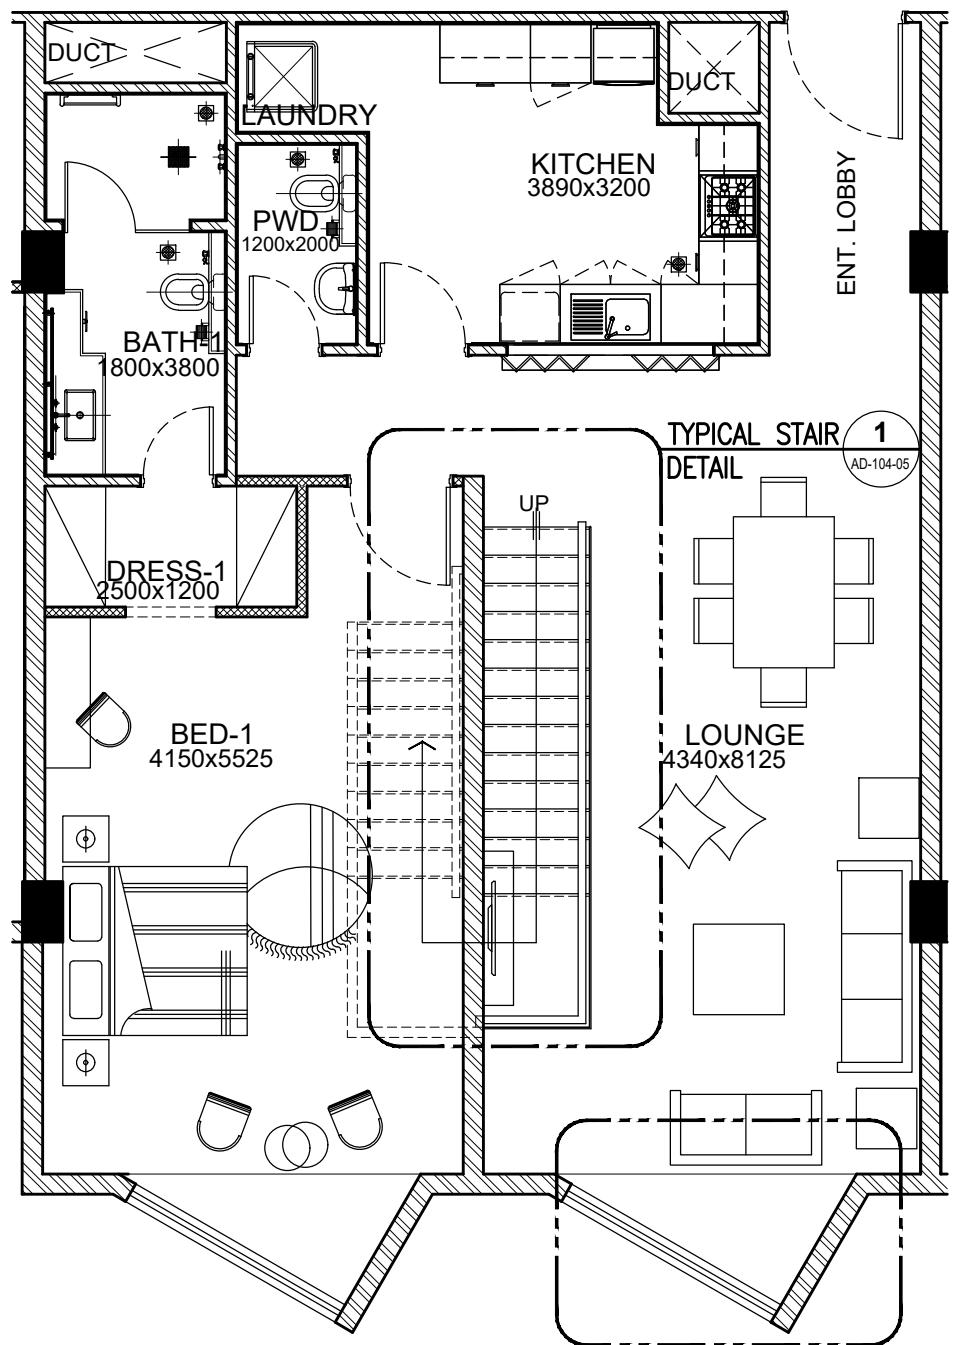 DUCT
LAUNDRY
DUCT
KITCHEN
3890x3200
ENT. LOBBY
PWD
1200x2000
BATH-1
1800x3800
TYPICAL STAIR
DETAIL
1
AD-104-05
UP
DRESS-1
2500x1200
BED-1
4150x5525
LOUNGE
4340x8125